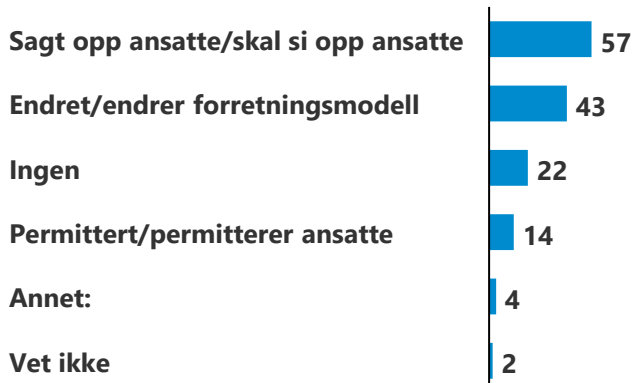 Sagt opp ansatte/skal si opp ansatte 57
Endret/endrer forretningsmodell 43
Ingen 22
Permittert/permitterer ansatte 14
Annet: 4
Vet ikke 2